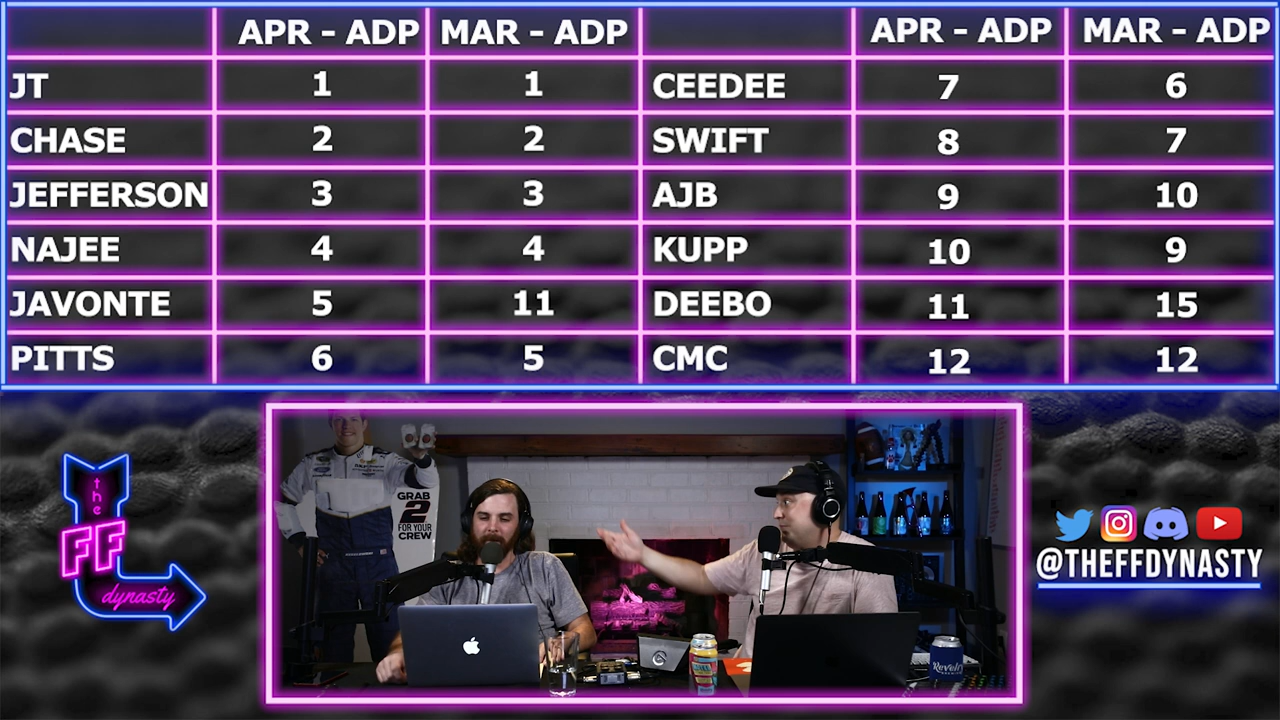 APR - ADP MAR - ADP APR - ADP MAR - ADP
JT 1 1 CEEDEE 7 6
CHASE 2 2 SWIFT 8 7
JEFFERSON 3 3 AJB 9 10
NAJEE 4 4 KUPP 10 9
JAVONTE 5 11 DEEBO 11 15
PITTS 6 5 CMC 12 12
the
FF
dynasty
GRAB
2
FOR YOUR
CREW
Revelry
@THEFFDYNASTY